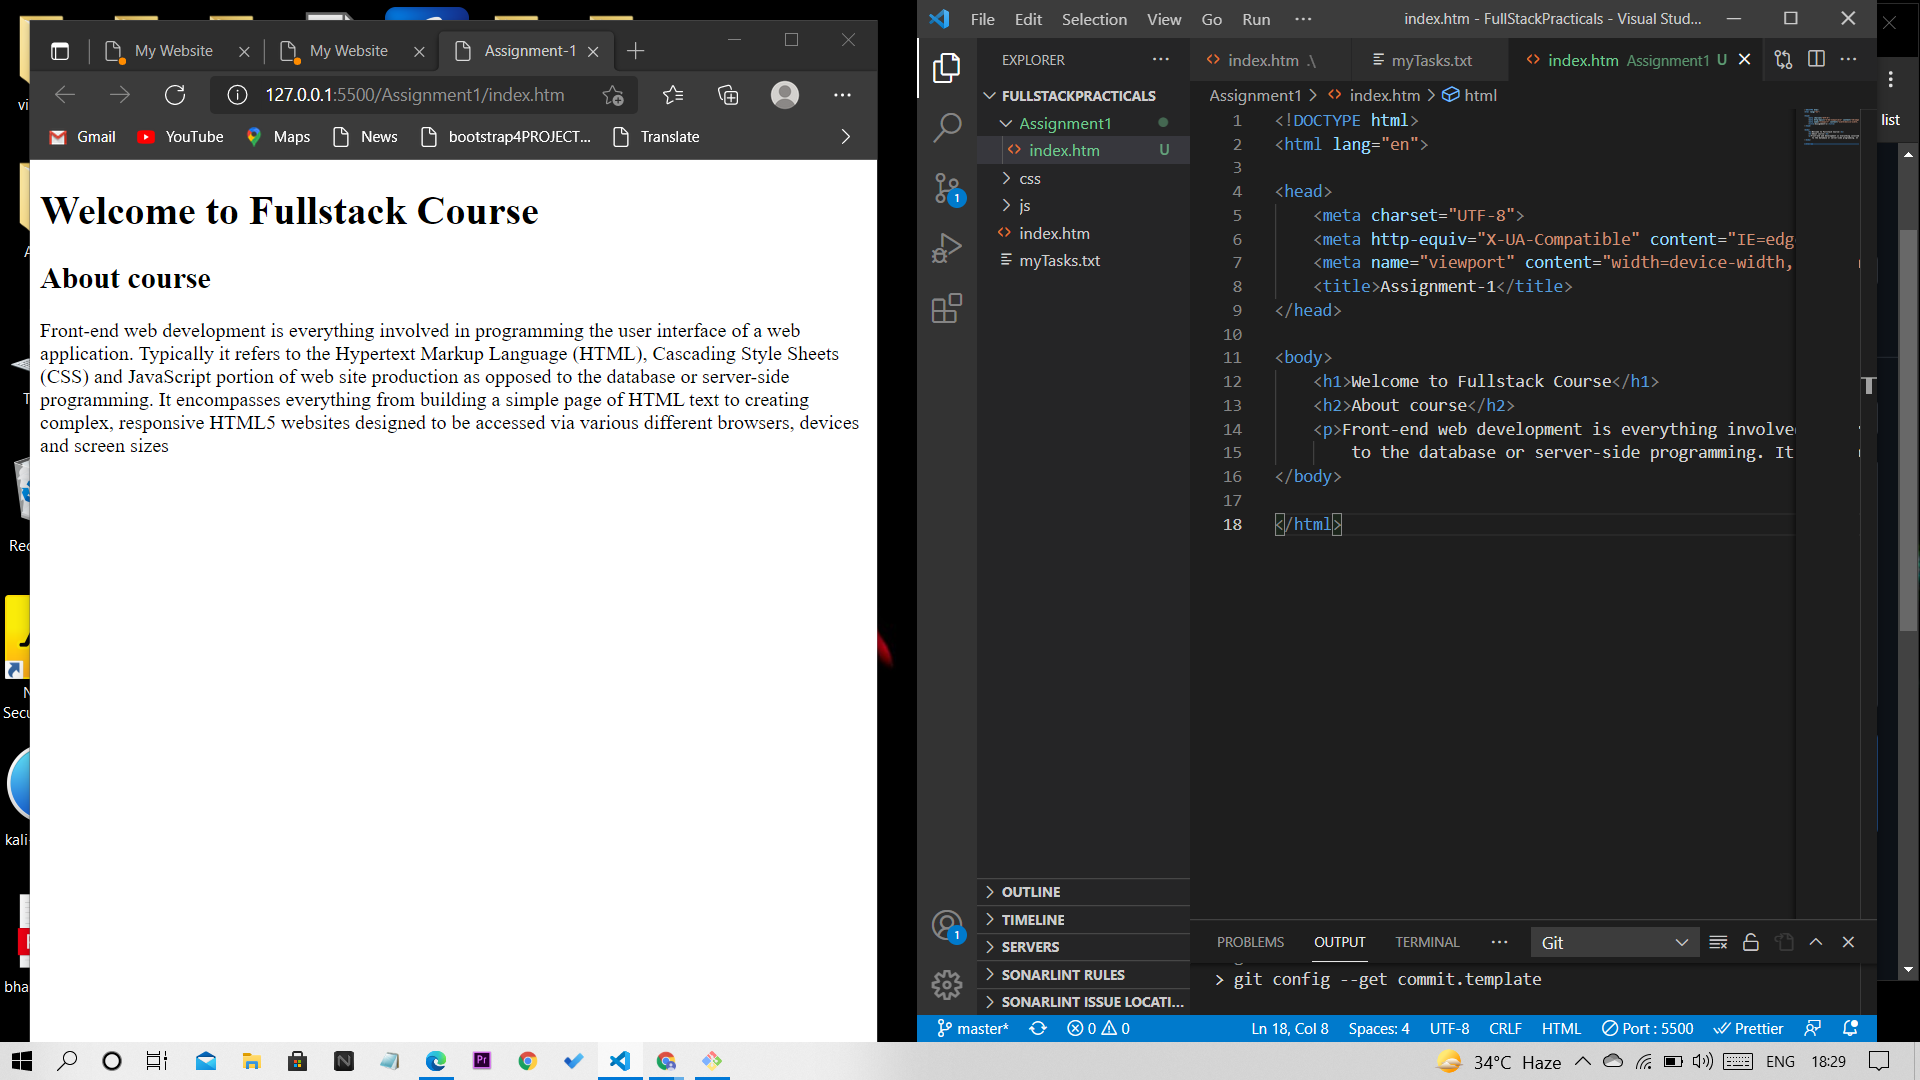 My Website
My Website
Assignment-1
127.0.0.1:5500/Assignment1/index.htm
Gmail
YouTube
Maps
News
bootstrap4PROJECT...
Translate
Welcome to Fullstack Course
About course
Front-end web development is everything involved in programming the user interface of a web
application. Typically it refers to the Hypertext Markup Language (HTML), Cascading Style Sheets
(CSS) and JavaScript portion of web site production as opposed to the database or server-side
programming. It encompasses everything from building a simple page of HTML text to creating
complex, responsive HTML5 websites designed to be accessed via various different browsers, devices
and screen sizes
File Edit Selection View Go Run ···
index.htm - FullStackPracticals - Visual Stud...
EXPLORER
FULLSTACKPRACTICALS
Assignment1
index.htm U
css
js
index.htm
myTasks.txt
OUTLINE
TIMELINE
SERVERS
SONARLINT RULES
SONARLINT ISSUE LOCATI...
1
1
index.htm .\
myTasks.txt
index.htm Assignment1 U
Assignment1 > index.htm > html
1 <!DOCTYPE html>
2 <html lang="en">
3
4 <head>
5 <meta charset="UTF-8">
6 <meta http-equiv="X-UA-Compatible" content="IE=edg
7 <meta name="viewport" content="width=device-width,
8 <title>Assignment-1</title>
9 </head>
10
11 <body>
12 <h1>Welcome to Fullstack Course</h1>
13 <h2>About course</h2>
14 <p>Front-end web development is everything involve
15 to the database or server-side programming. It
16 </body>
17
18 </html>
PROBLEMS OUTPUT TERMINAL ···
Git
> git config --get commit.template
master*
0 0
Ln 18, Col 8
Spaces: 4
UTF-8
CRLF
HTML
Port : 5500
Prettier
list
kali-
bha
34°C Haze
ENG
18:29